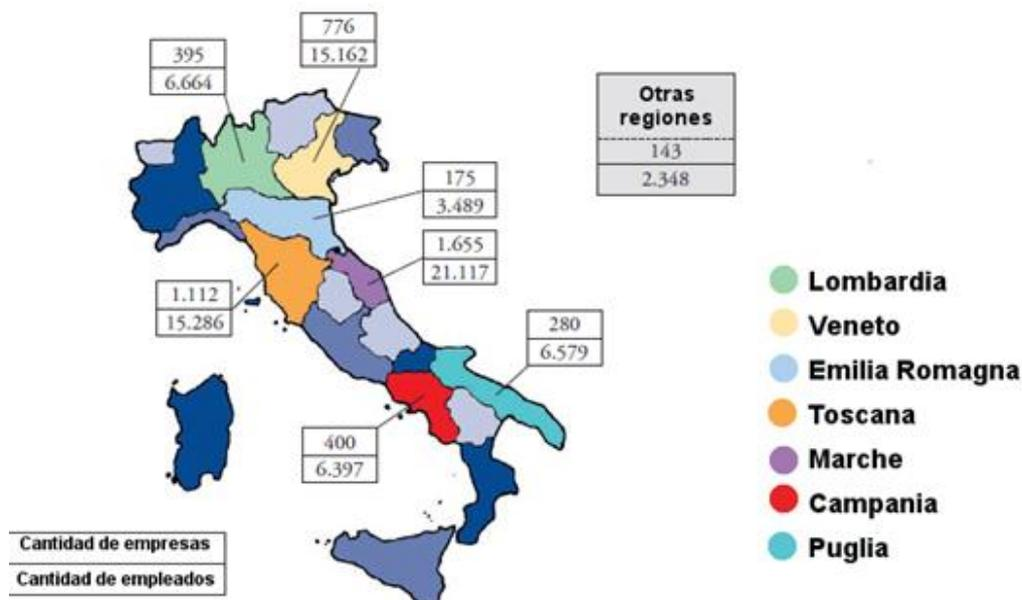 776
15.162
395
6.664
Otras
regiones
143
2.348
175
3.489
1.655
21.117
1.112
15.286
280
6.579
400
6.397
Lombardia
Veneto
Emilia Romagna
Toscana
Marche
Campania
Puglia
Cantidad de empresas
Cantidad de empleados